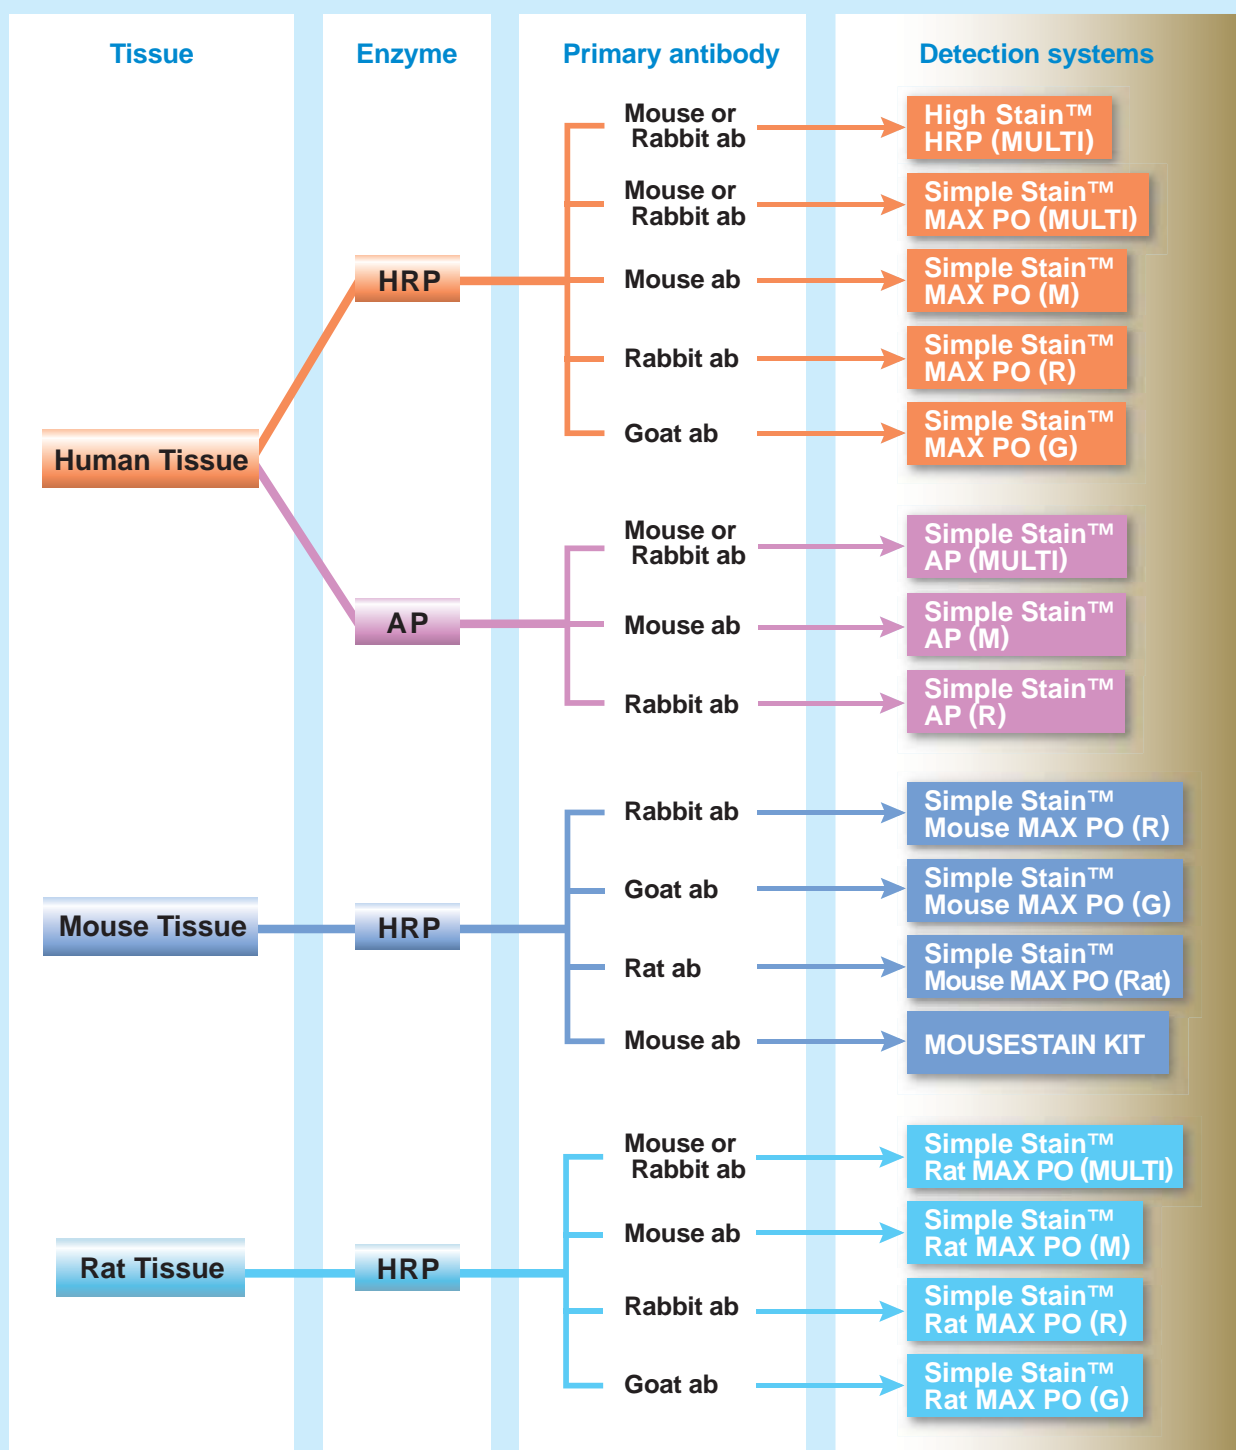 Tissue
Enzyme
Primary antibody
Detection systems
Human Tissue
HRP
Mouse or
Rabbit ab
High Stain™
HRP (MULTI)
Mouse or
Rabbit ab
Simple Stain™
MAX PO (MULTI)
Mouse ab
Simple Stain™
MAX PO (M)
Rabbit ab
Simple Stain™
MAX PO (R)
Goat ab
Simple Stain™
MAX PO (G)
AP
Mouse or
Rabbit ab
Simple Stain™
AP (MULTI)
Mouse ab
Simple Stain™
AP (M)
Rabbit ab
Simple Stain™
AP (R)
Mouse Tissue
HRP
Rabbit ab
Simple Stain™
Mouse MAX PO (R)
Goat ab
Simple Stain™
Mouse MAX PO (G)
Rat ab
Simple Stain™
Mouse MAX PO (Rat)
Mouse ab
MOUSESTAIN KIT
Rat Tissue
HRP
Mouse or
Rabbit ab
Simple Stain™
Rat MAX PO (MULTI)
Mouse ab
Simple Stain™
Rat MAX PO (M)
Rabbit ab
Simple Stain™
Rat MAX PO (R)
Goat ab
Simple Stain™
Rat MAX PO (G)